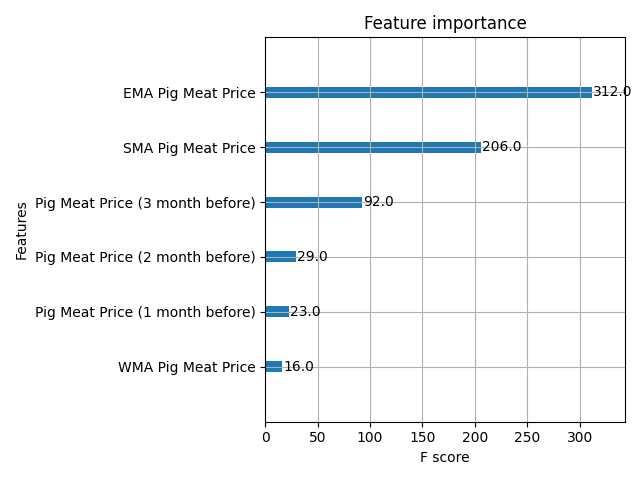 Feature importance
Features
EMA Pig Meat Price 312.0
SMA Pig Meat Price 206.0
Pig Meat Price (3 month before) 92.0
Pig Meat Price (2 month before) 29.0
Pig Meat Price (1 month before) 23.0
WMA Pig Meat Price 16.0
0 50 100 150 200 250 300
F score